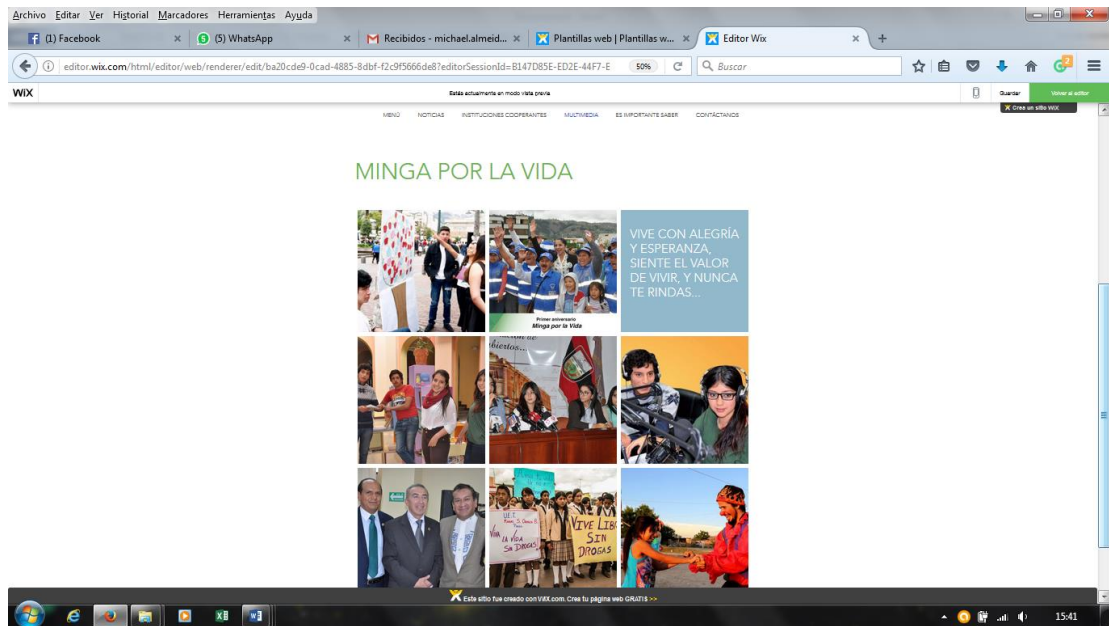 Archivo Editar Ver Historial Marcadores Herramientas Ayuda
(1) Facebook
(5) WhatsApp
Recibidos - michael.almeid...
Plantillas web | Plantillas w...
Editor Wix
editor.wix.com/html/editor/web/renderer/edit/ba20cde9-0cad-4885-8dbf-f2c9f5666de8?editorSessionId=B147D85E-ED2E-44F7-E
50%
Buscar
WiX
Estás actualmente en modo vista previa
Guardar
Volver al editor
Crea un sitio WiX
MENÚ NOTICIAS INSTITUCIONES COOPERANTES MULTIMEDIA ES IMPORTANTE SABER CONTÁCTANOS
MINGA POR LA VIDA
VIVE CON ALEGRÍA
Y ESPERANZA,
SIENTE EL VALOR
DE VIVIR, Y NUNCA
TE RINDAS...
Primer aniversario
Minga por la Vida
biertos...
VIVA
LA VIDA
SIN DROGAS
VIVE LIBR
SIN
DROGAS
Este sitio fue creado con WiX.com. Crea tu página web GRATIS >>
15:41